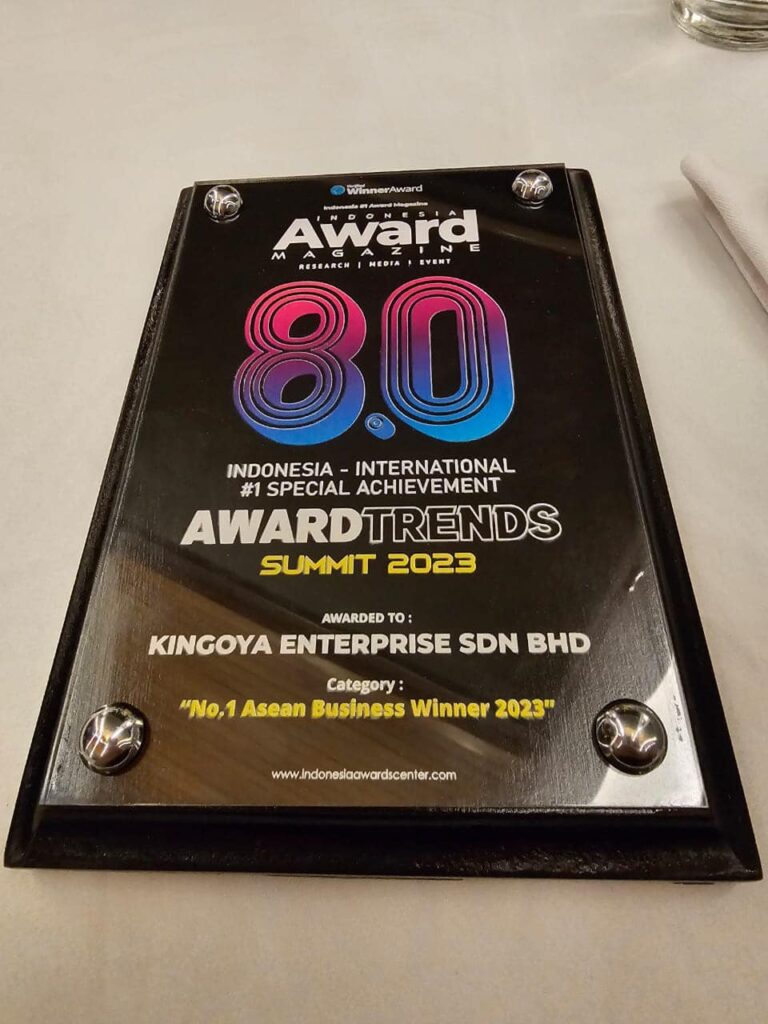 Verified
WinnerAward
Indonesia #1 Award Magazine
INDONESIA
Award
MAGAZINE
RESEARCH | MEDIA | EVENT
8.0
INDONESIA - INTERNATIONAL
#1 SPECIAL ACHIEVEMENT
AWARDTRENDS
SUMMIT 2023
AWARDED TO :
KINGOYA ENTERPRISE SDN BHD
Category :
"No.1 Asean Business Winner 2023"
www.indonesiaawardscenter.com